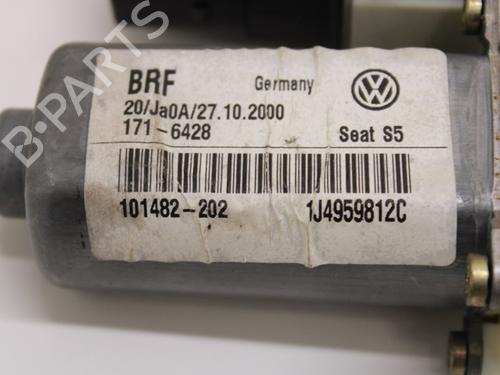 BRF Germany
20/Ja0A/27.10.2000
171-6428 Seat S5
101482-202 1J4959812C
B-PARTS